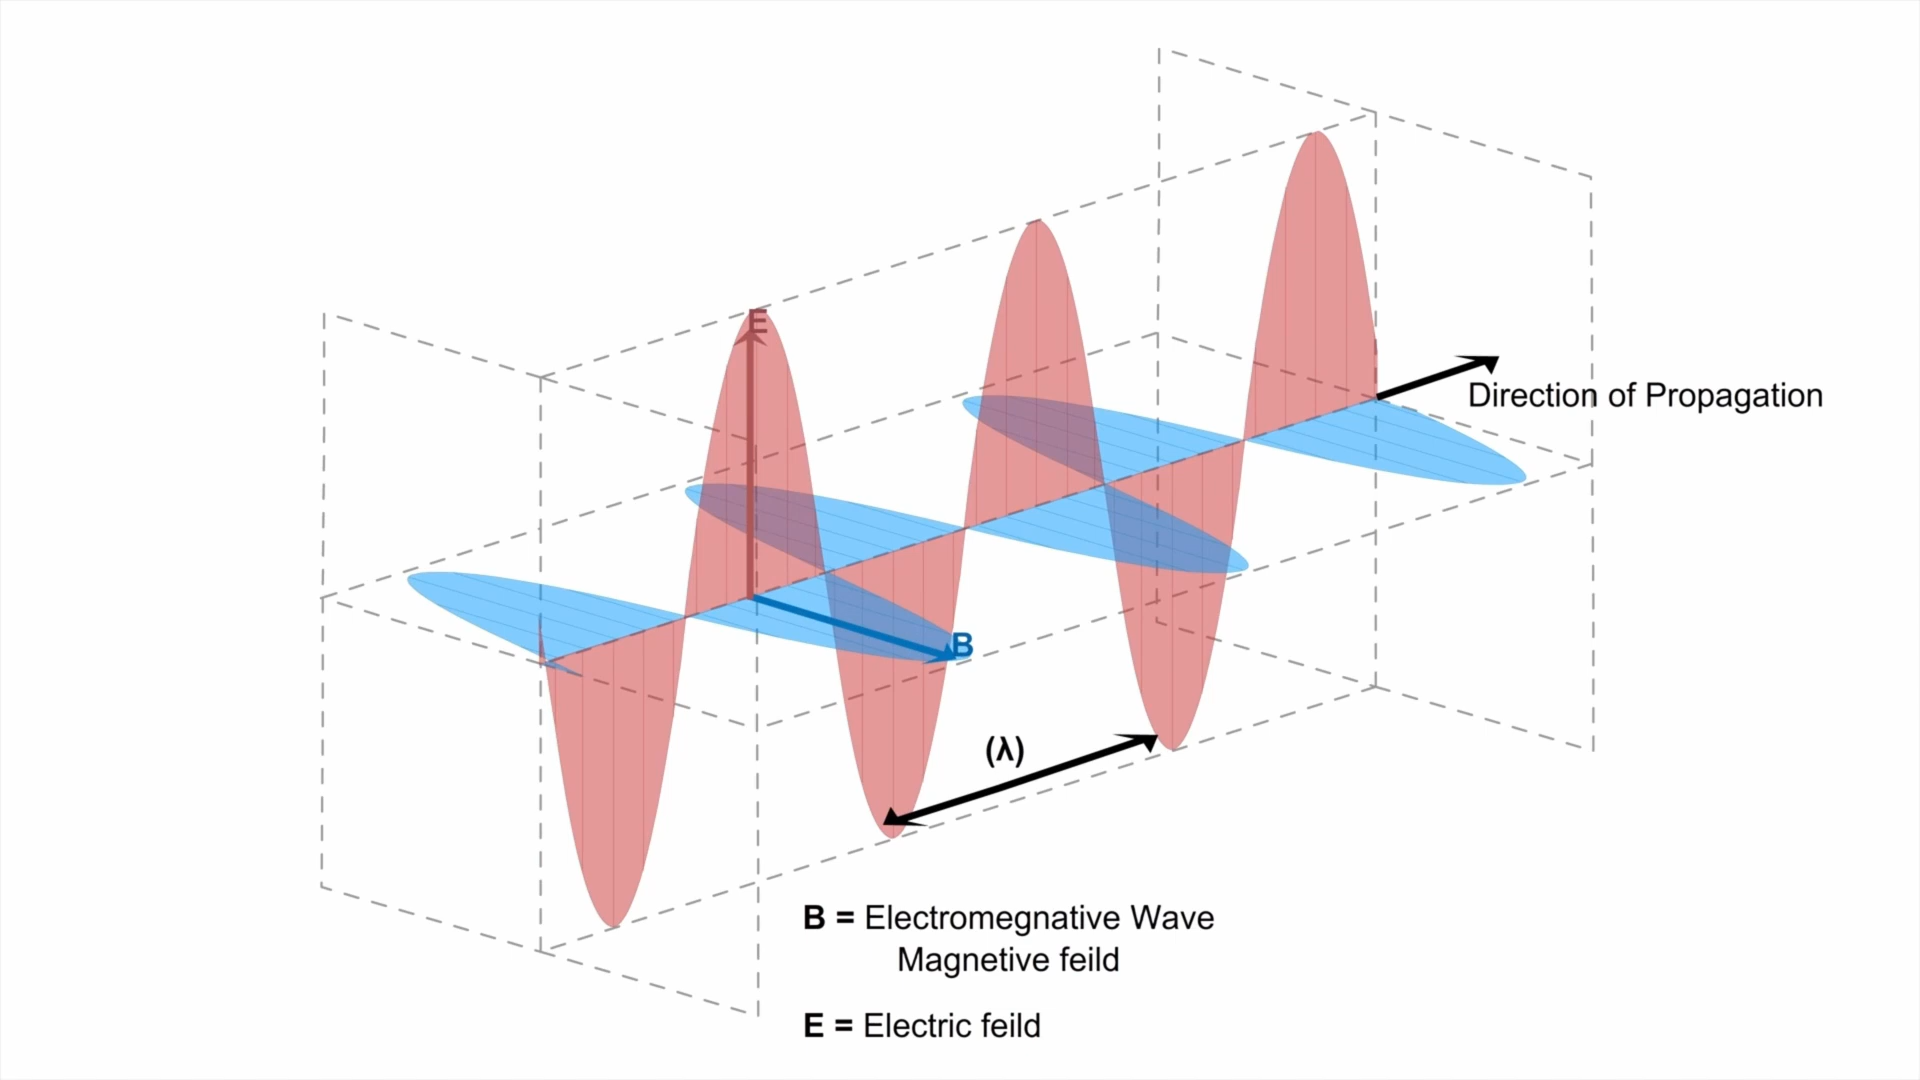 E
Direction of Propagation
B
(λ)
B = Electromegnative Wave
Magnetive feild
E = Electric feild